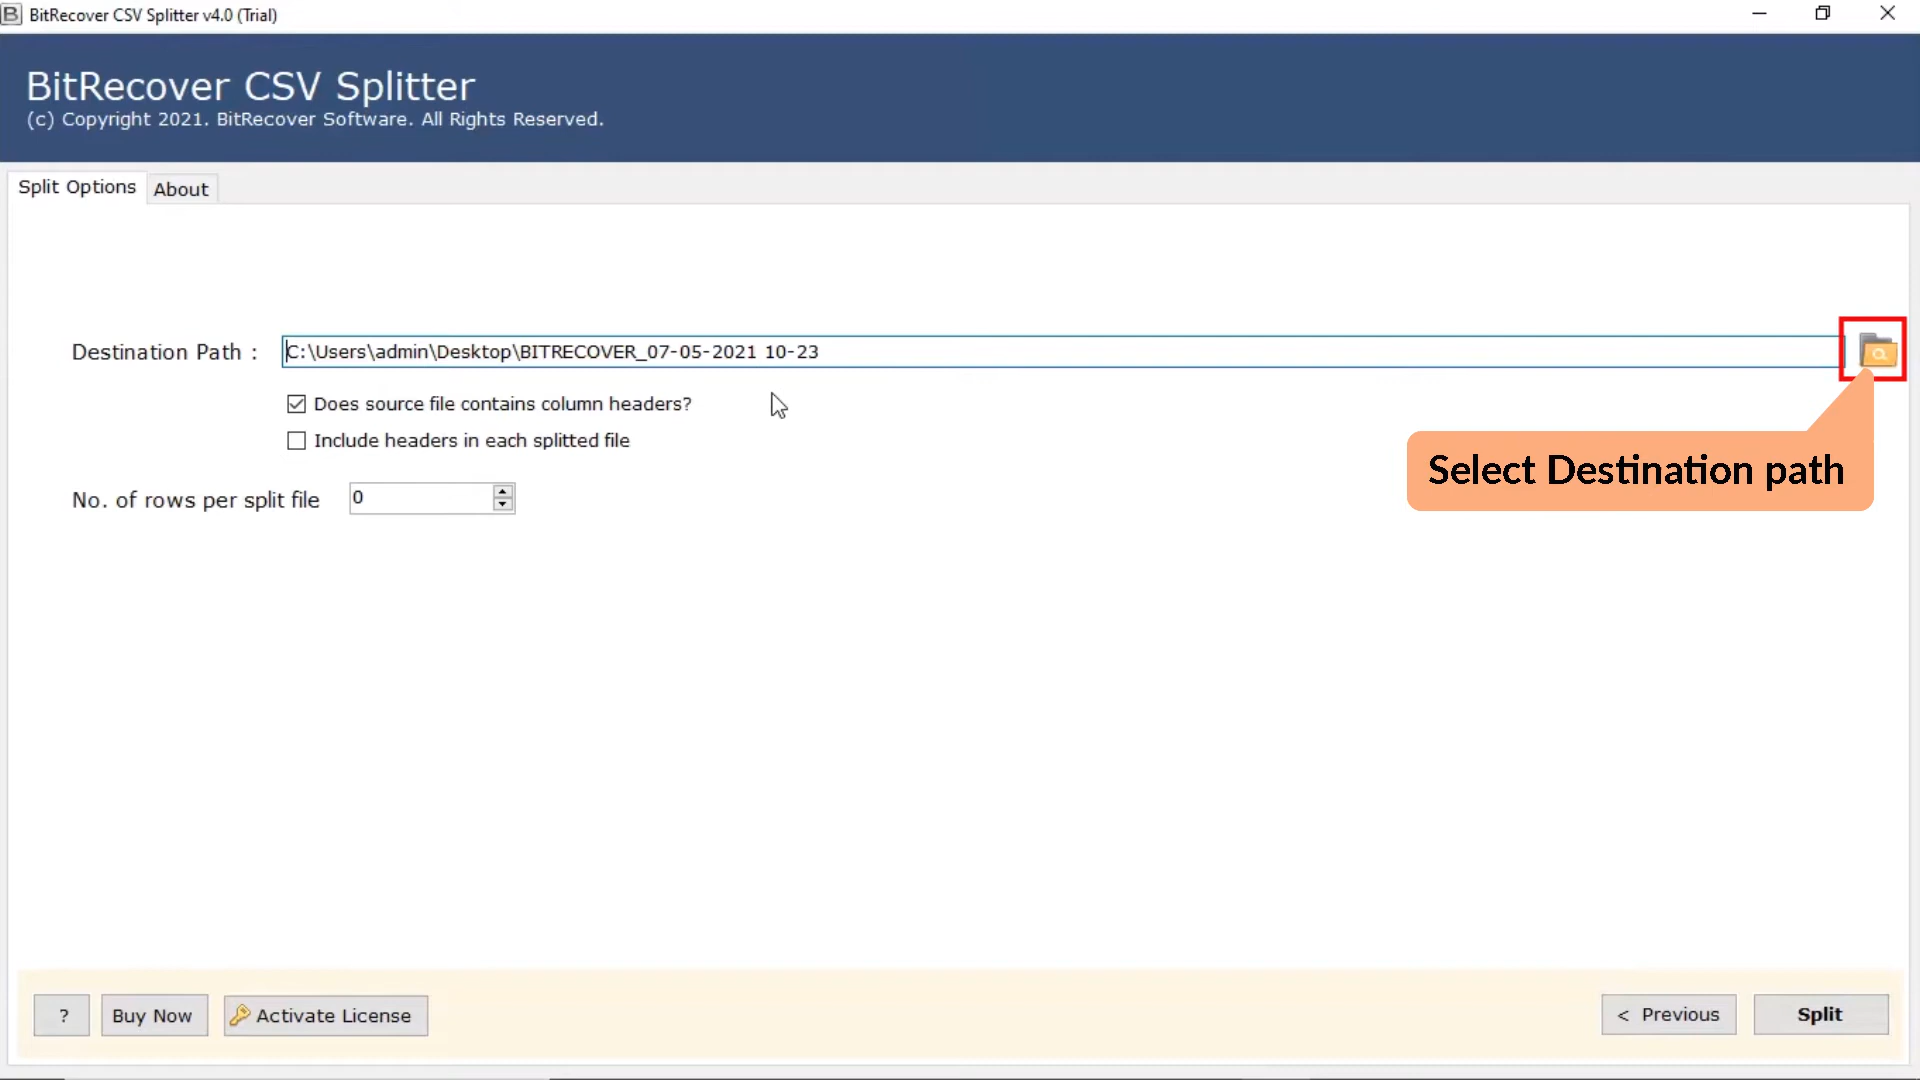 BitRecover CSV Splitter v4.0 (Trial)
BitRecover CSV Splitter
(c) Copyright 2021. BitRecover Software. All Rights Reserved.
Split Options About
Destination Path : C:\Users\admin\Desktop\BITRECOVER_07-05-2021 10-23
Does source file contains column headers?
Include headers in each splitted file
Select Destination path
No. of rows per split file 0
? Buy Now Activate License < Previous Split